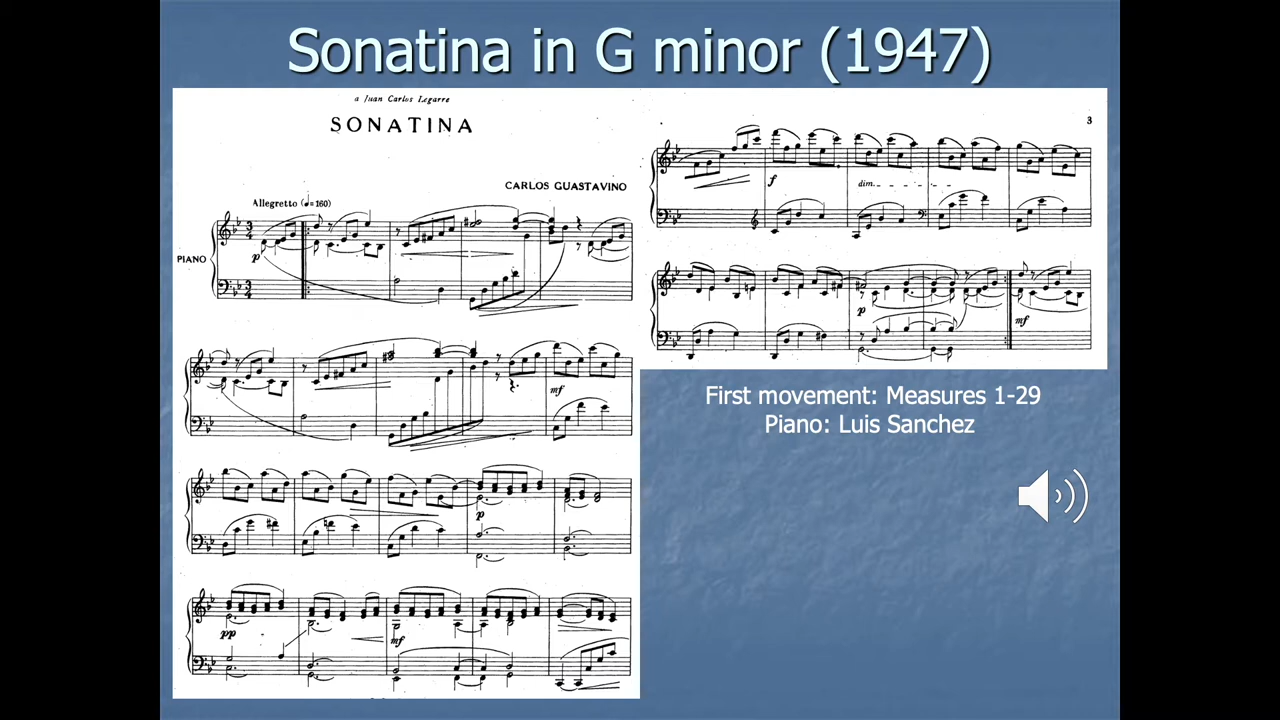 Sonatina in G minor (1947)
a Juan Carlos Legarre
SONATINA
CARLOS GUASTAVINO
Allegretto (♩=160)
PIANO
p
mf
p
pp
mf
3
f
dim.
p
mf
First movement: Measures 1-29
Piano: Luis Sanchez